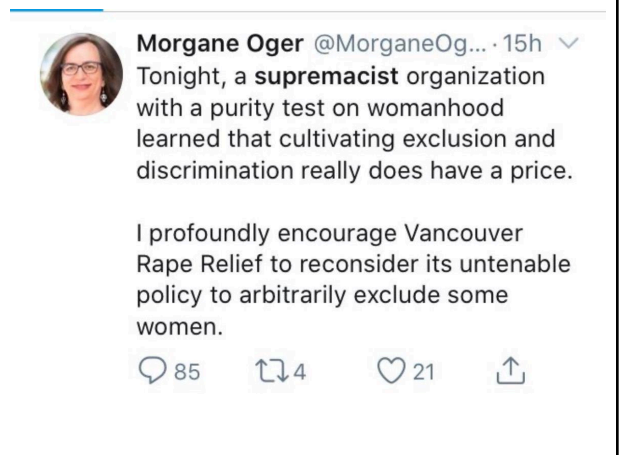 Morgane Oger @MorganeOg... · 15h
Tonight, a supremacist organization
with a purity test on womanhood
learned that cultivating exclusion and
discrimination really does have a price.
I profoundly encourage Vancouver
Rape Relief to reconsider its untenable
policy to arbitrarily exclude some
women.
85 4 21